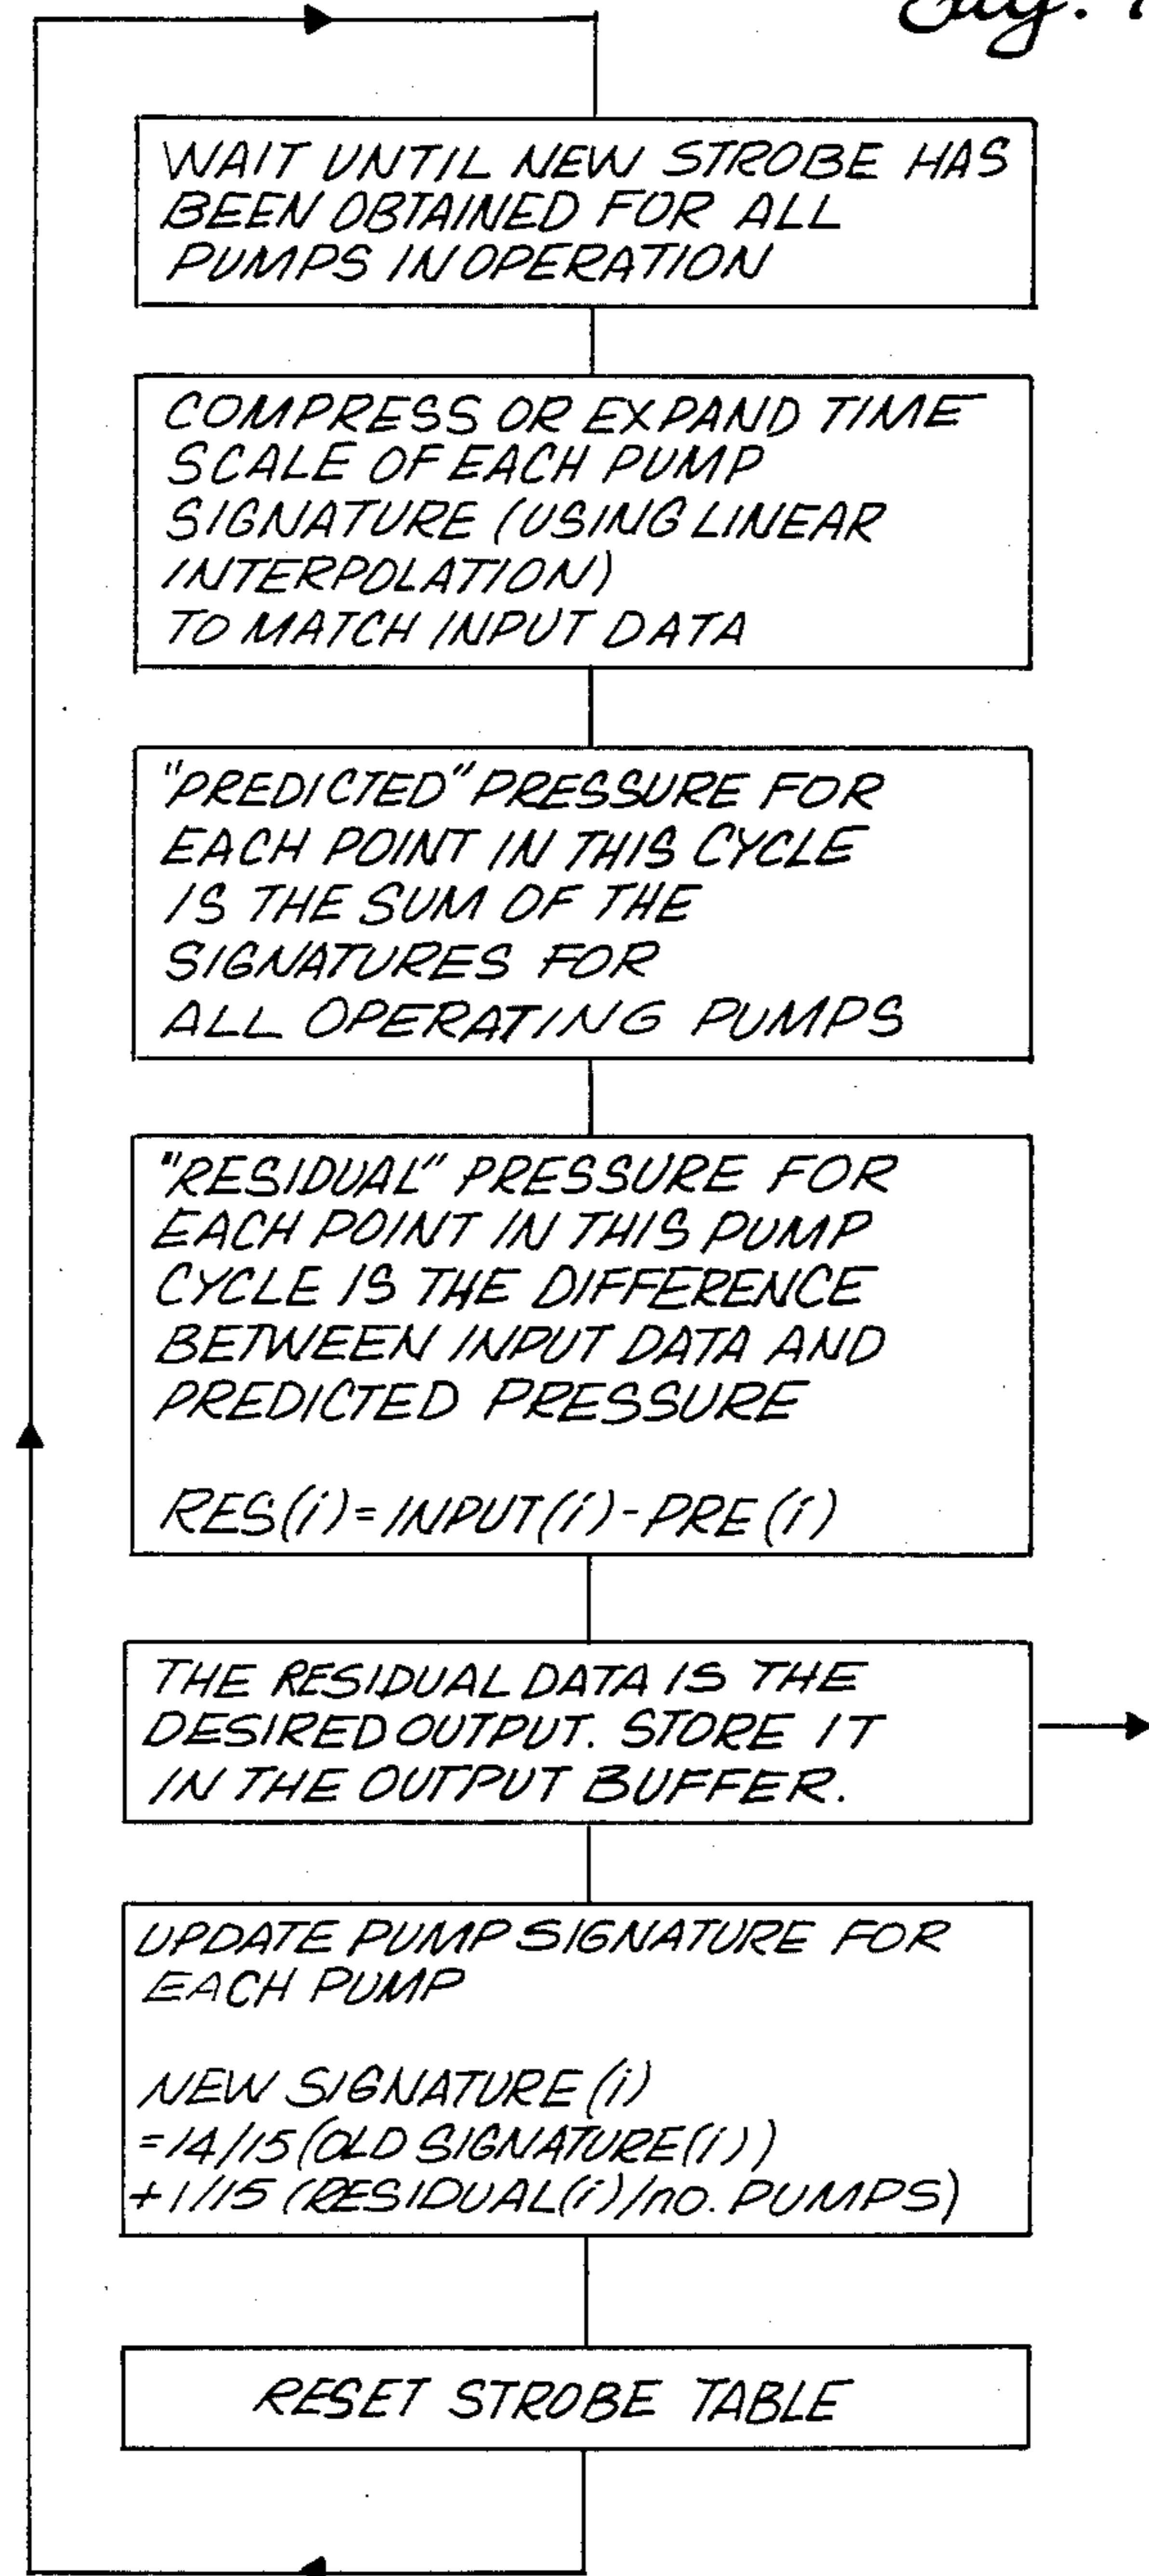 Fig.
WAIT UNTIL NEW STROBE HAS
BEEN OBTAINED FOR ALL
PUMPS IN OPERATION
COMPRESS OR EXPAND TIME
SCALE OF EACH PUMP
SIGNATURE (USING LINEAR
INTERPOLATION)
TO MATCH INPUT DATA
"PREDICTED" PRESSURE FOR
EACH POINT IN THIS CYCLE
IS THE SUM OF THE
SIGNATURES FOR
ALL OPERATING PUMPS
"RESIDUAL" PRESSURE FOR
EACH POINT IN THIS PUMP
CYCLE IS THE DIFFERENCE
BETWEEN INPUT DATA AND
PREDICTED PRESSURE
RES(i)=INPUT(i)-PRE(i)
THE RESIDUAL DATA IS THE
DESIRED OUTPUT. STORE IT
IN THE OUTPUT BUFFER.
UPDATE PUMP SIGNATURE FOR
EACH PUMP
NEW SIGNATURE(i)
=14/15(OLD SIGNATURE(i))
+1/15(RESIDUAL(i)/no. PUMPS)
RESET STROBE TABLE